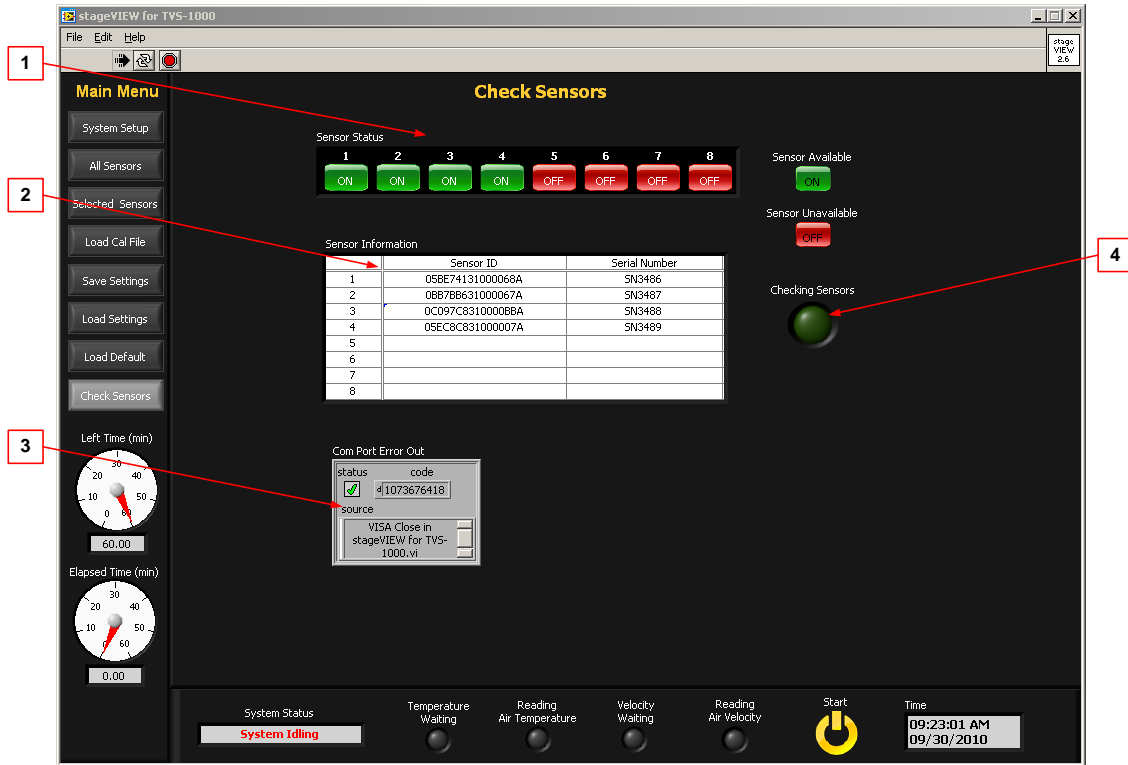 stageVIEW for TVS-1000
File Edit Help
stage
VIEW
2.6
1
2
3
4
Main Menu
System Setup
All Sensors
Selected Sensors
Load Cal File
Save Settings
Load Settings
Load Default
Check Sensors
Left Time (min)
0 10 20 30 40 50 60
60.00
Elapsed Time (min)
0 10 20 30 40 50 60
0.00
Check Sensors
Sensor Status
1 2 3 4 5 6 7 8
ON ON ON ON OFF OFF OFF OFF
Sensor Available
ON
Sensor Unavailable
OFF
Checking Sensors
Sensor Information
Sensor ID Serial Number
1 05BE74131000068A SN3486
2 0BB7BB631000067A SN3487
3 0C097C8310000BBA SN3488
4 05EC8C831000007A SN3489
5
6
7
8
Com Port Error Out
status code
d 1073676418
source
VISA Close in
stageVIEW for TVS-
1000.vi
System Status
System Idling
Temperature
Waiting
Reading
Air Temperature
Velocity
Waiting
Reading
Air Velocity
Start
Time
09:23:01 AM
09/30/2010